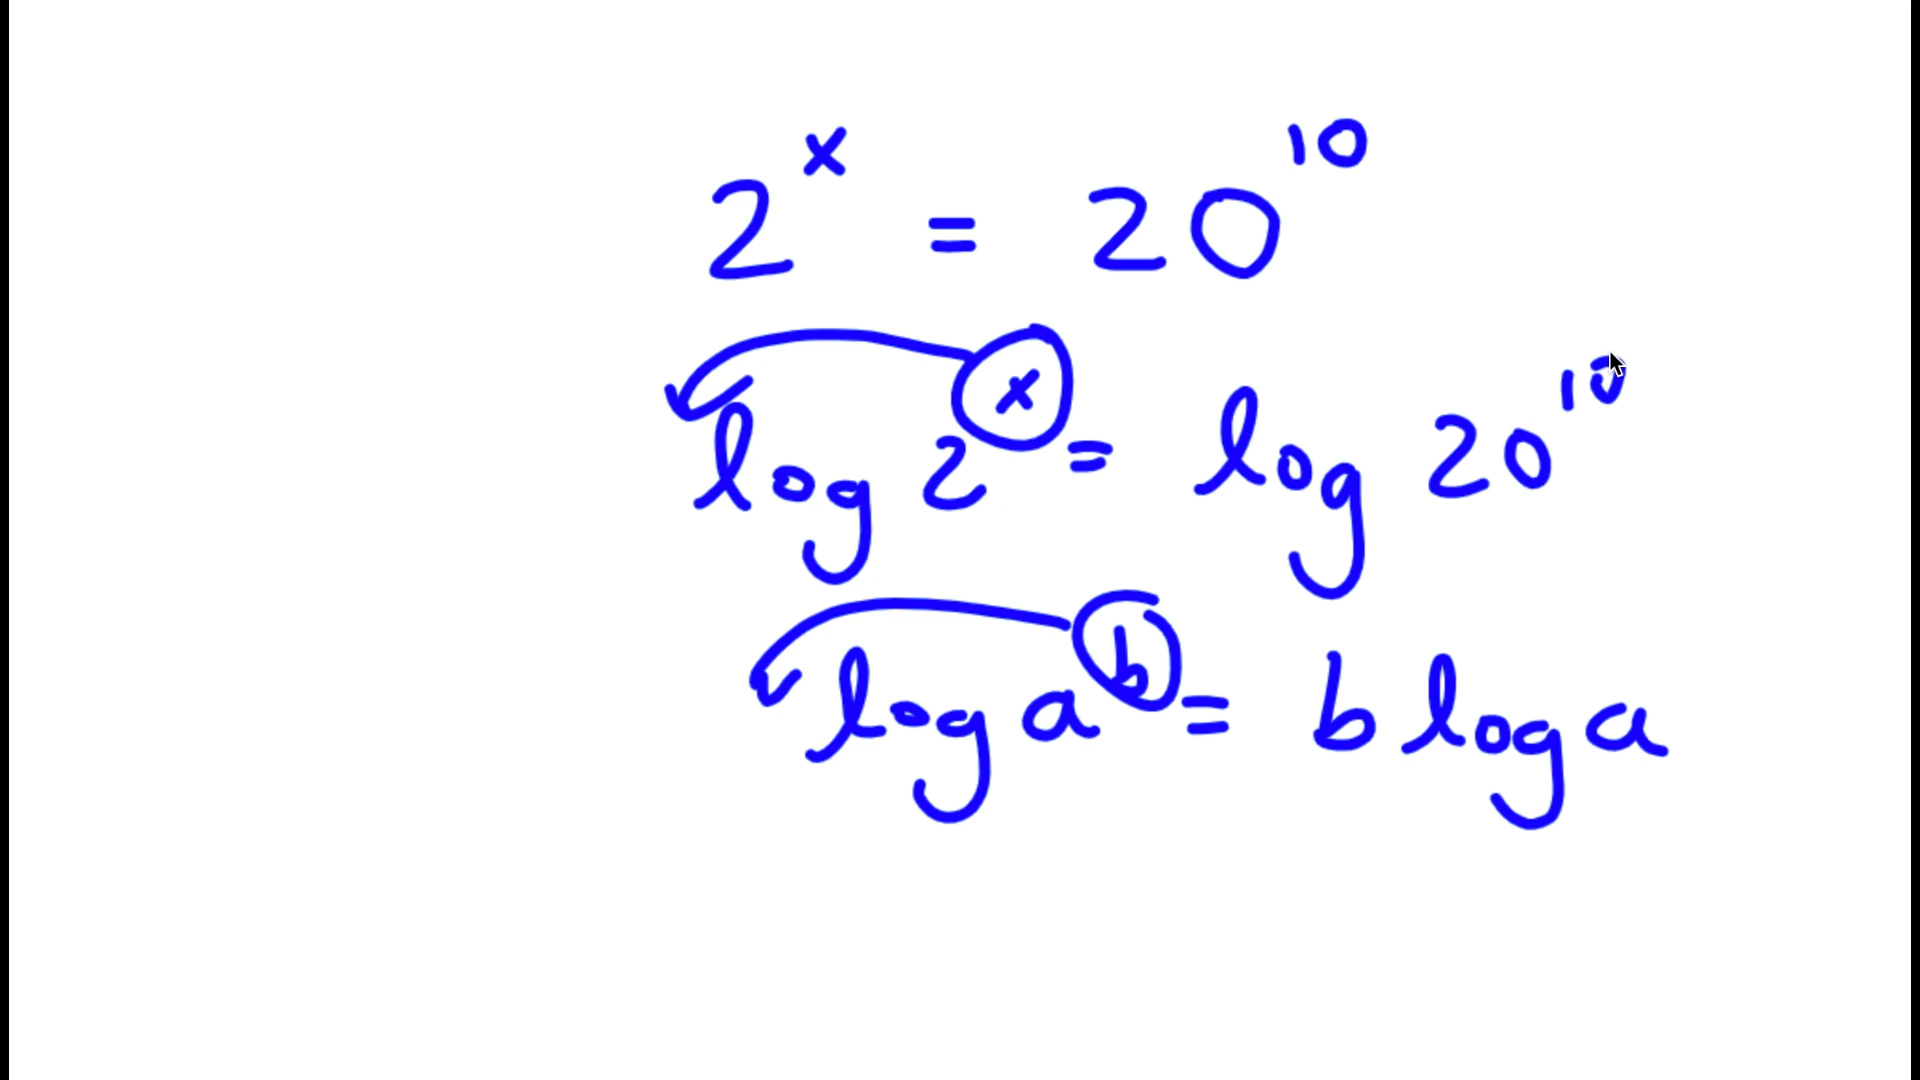 2^x = 20^10
log 2^x = log 20^10
log a^b = b log a